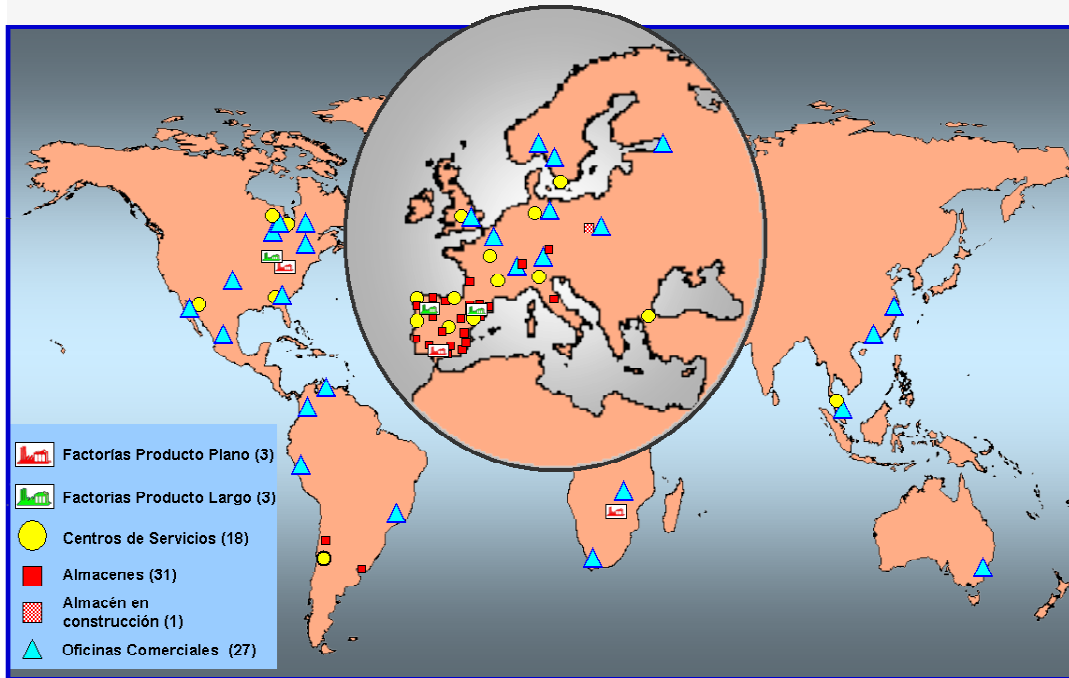 Factorías Producto Plano (3)
Factorías Producto Largo (3)
Centros de Servicios (18)
Almacenes (31)
Almacén en
construcción (1)
Oficinas Comerciales (27)